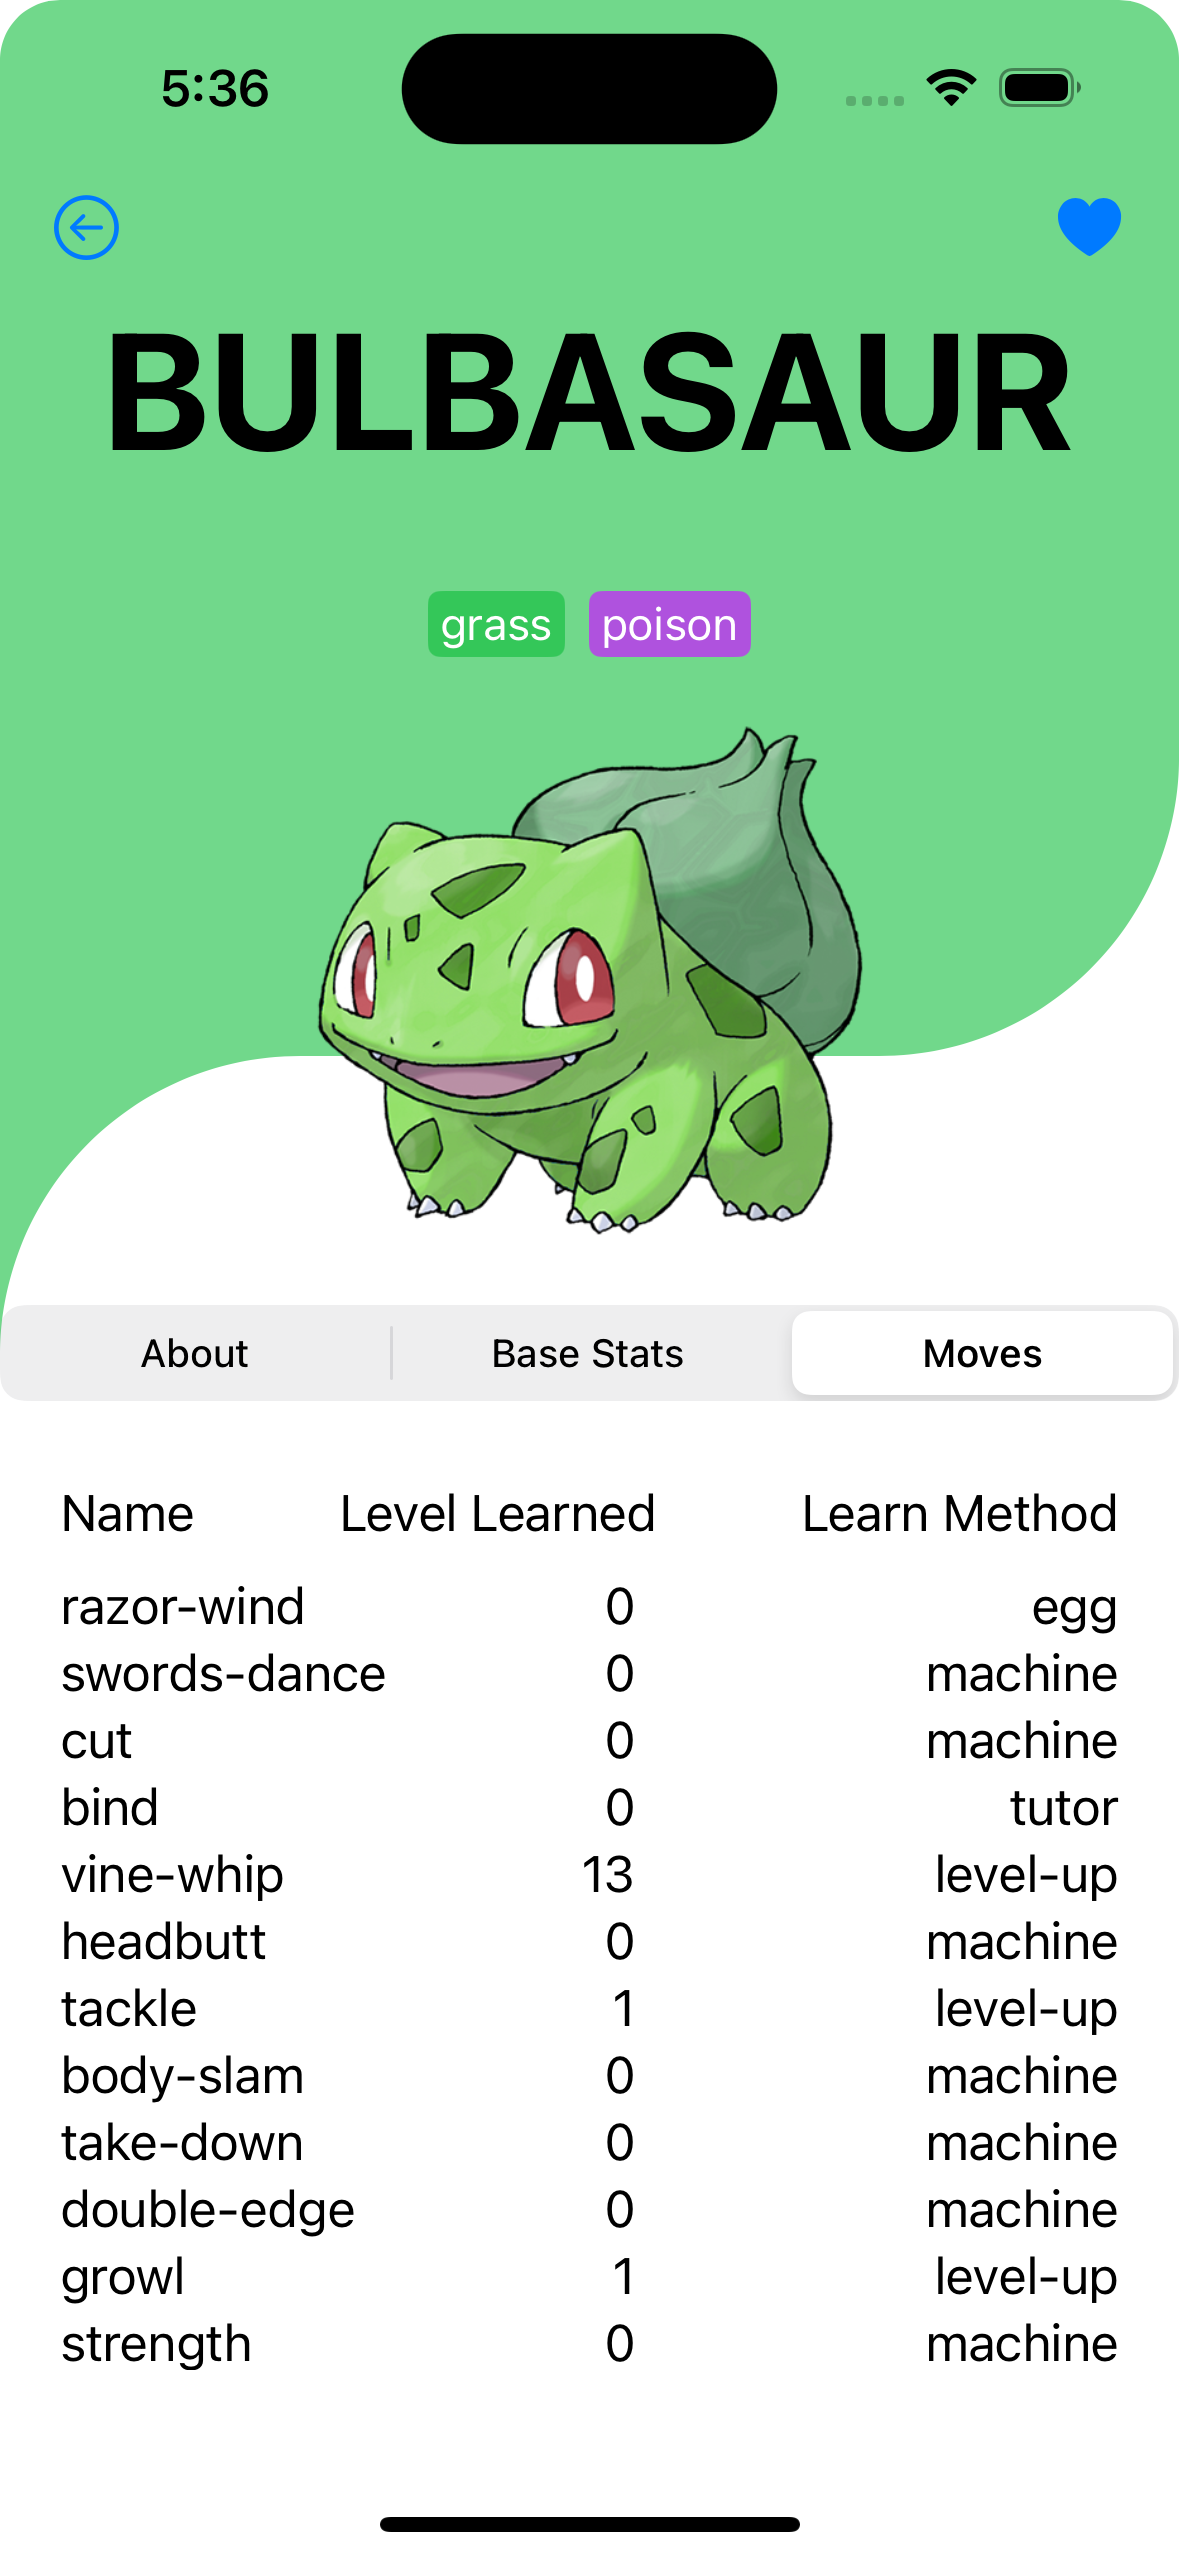 5:36
BULBASAUR
grass poison
About Base Stats Moves
Name Level Learned Learn Method
razor-wind 0 egg
swords-dance 0 machine
cut 0 machine
bind 0 tutor
vine-whip 13 level-up
headbutt 0 machine
tackle 1 level-up
body-slam 0 machine
take-down 0 machine
double-edge 0 machine
growl 1 level-up
strength 0 machine